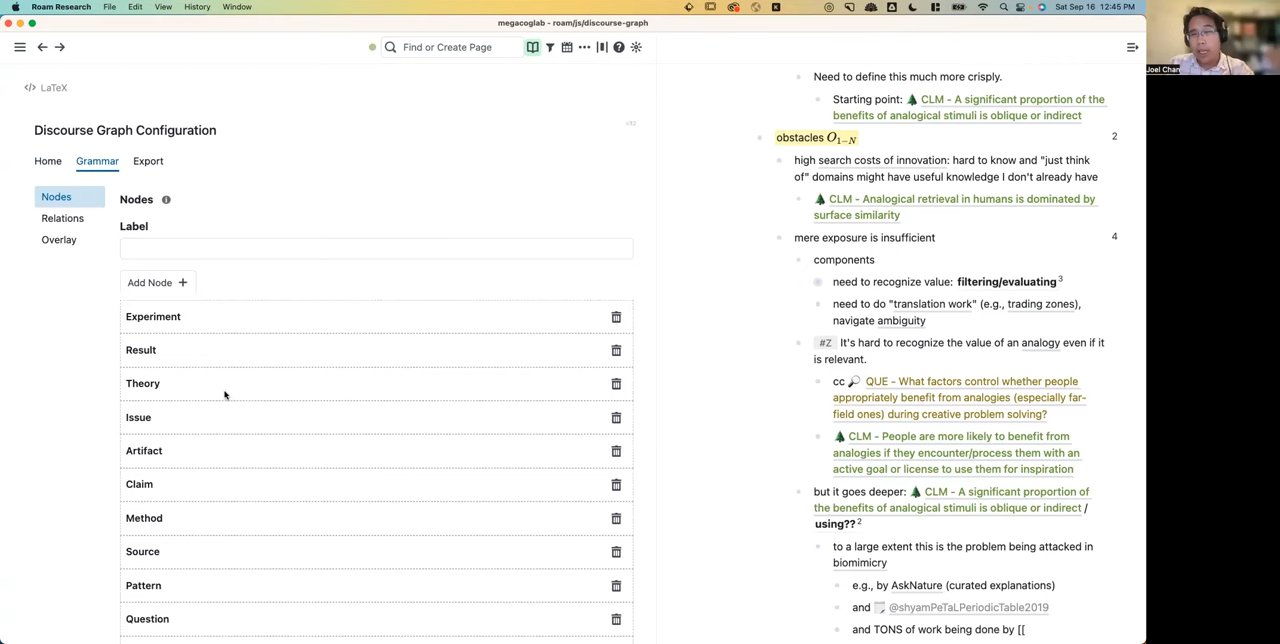 Roam Research File Edit View History Window
Sat Sep 16 12:45 PM
megacoglab - roam/js/discourse-graph
Find or Create Page
</> LaTeX
Discourse Graph Configuration
Home Grammar Export
Nodes
Relations
Overlay
Nodes
Label
Add Node +
Experiment
Result
Theory
Issue
Artifact
Claim
Method
Source
Pattern
Question
Need to define this much more crisply.
Starting point: CLM - A significant proportion of the
benefits of analogical stimuli is oblique or indirect
obstacles O1-N
2
high search costs of innovation: hard to know and "just think
of" domains might have useful knowledge I don't already have
CLM - Analogical retrieval in humans is dominated by
surface similarity
mere exposure is insufficient
4
components
need to recognize value: filtering/evaluating 3
need to do "translation work" (e.g., trading zones),
navigate ambiguity
#Z It's hard to recognize the value of an analogy even if it
is relevant.
cc QUE - What factors control whether people
appropriately benefit from analogies (especially far-
field ones) during creative problem solving?
CLM - People are more likely to benefit from
analogies if they encounter/process them with an
active goal or license to use them for inspiration
but it goes deeper: CLM - A significant proportion of
the benefits of analogical stimuli is oblique or indirect /
using?? 2
to a large extent this is the problem being attacked in
biomimicry
e.g., by AskNature (curated explanations)
and @shyamPeTaLPeriodicTable2019
and TONS of work being done by [[
Joel Chan